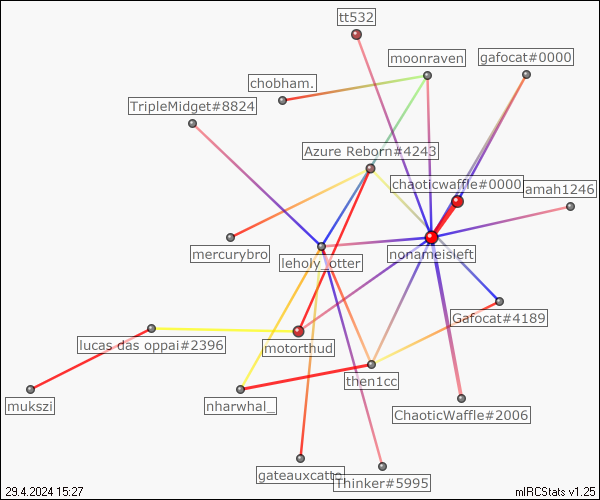 tt532
moonraven
gafocat#0000
chobham.
TripleMidget#8824
Azure Reborn#4243
chaoticwaffle#0000
amah1246
mercurybro
leholy_otter
nonameisleft
Gafocat#4189
lucas das oppai#2396
motorthud
then1cc
mukszi
nharwhal_
ChaoticWaffle#2006
gateauxcatto
Thinker#5995
29.4.2024 15:27
mIRCStats v1.25